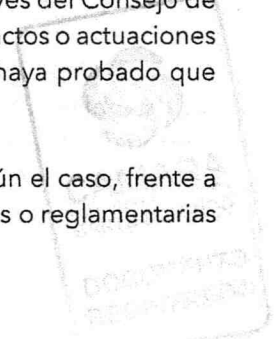 ves del Consejo de
ctos o actuaciones
haya probado que
ún el caso, frente a
s o reglamentarias